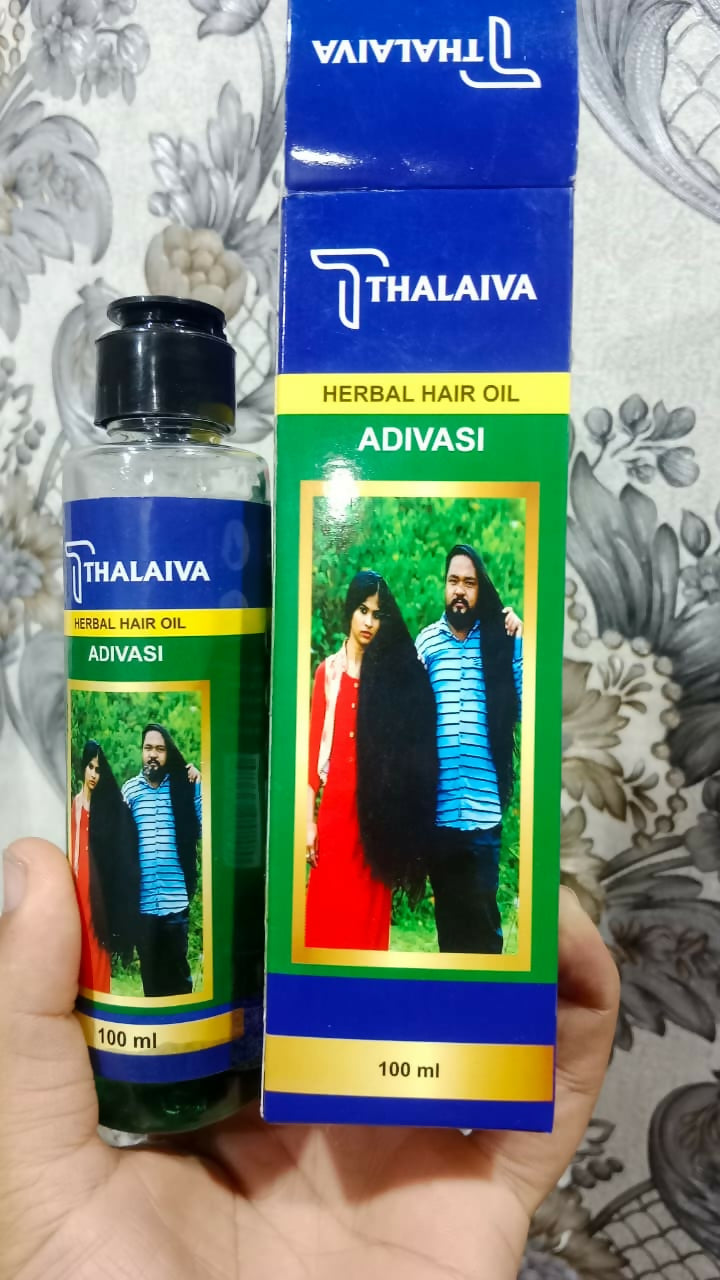 THALAIVA
THALAIVA
HERBAL HAIR OIL
ADIVASI
100 ml
THALAIVA
HERBAL HAIR OIL
ADIVASI
100 ml